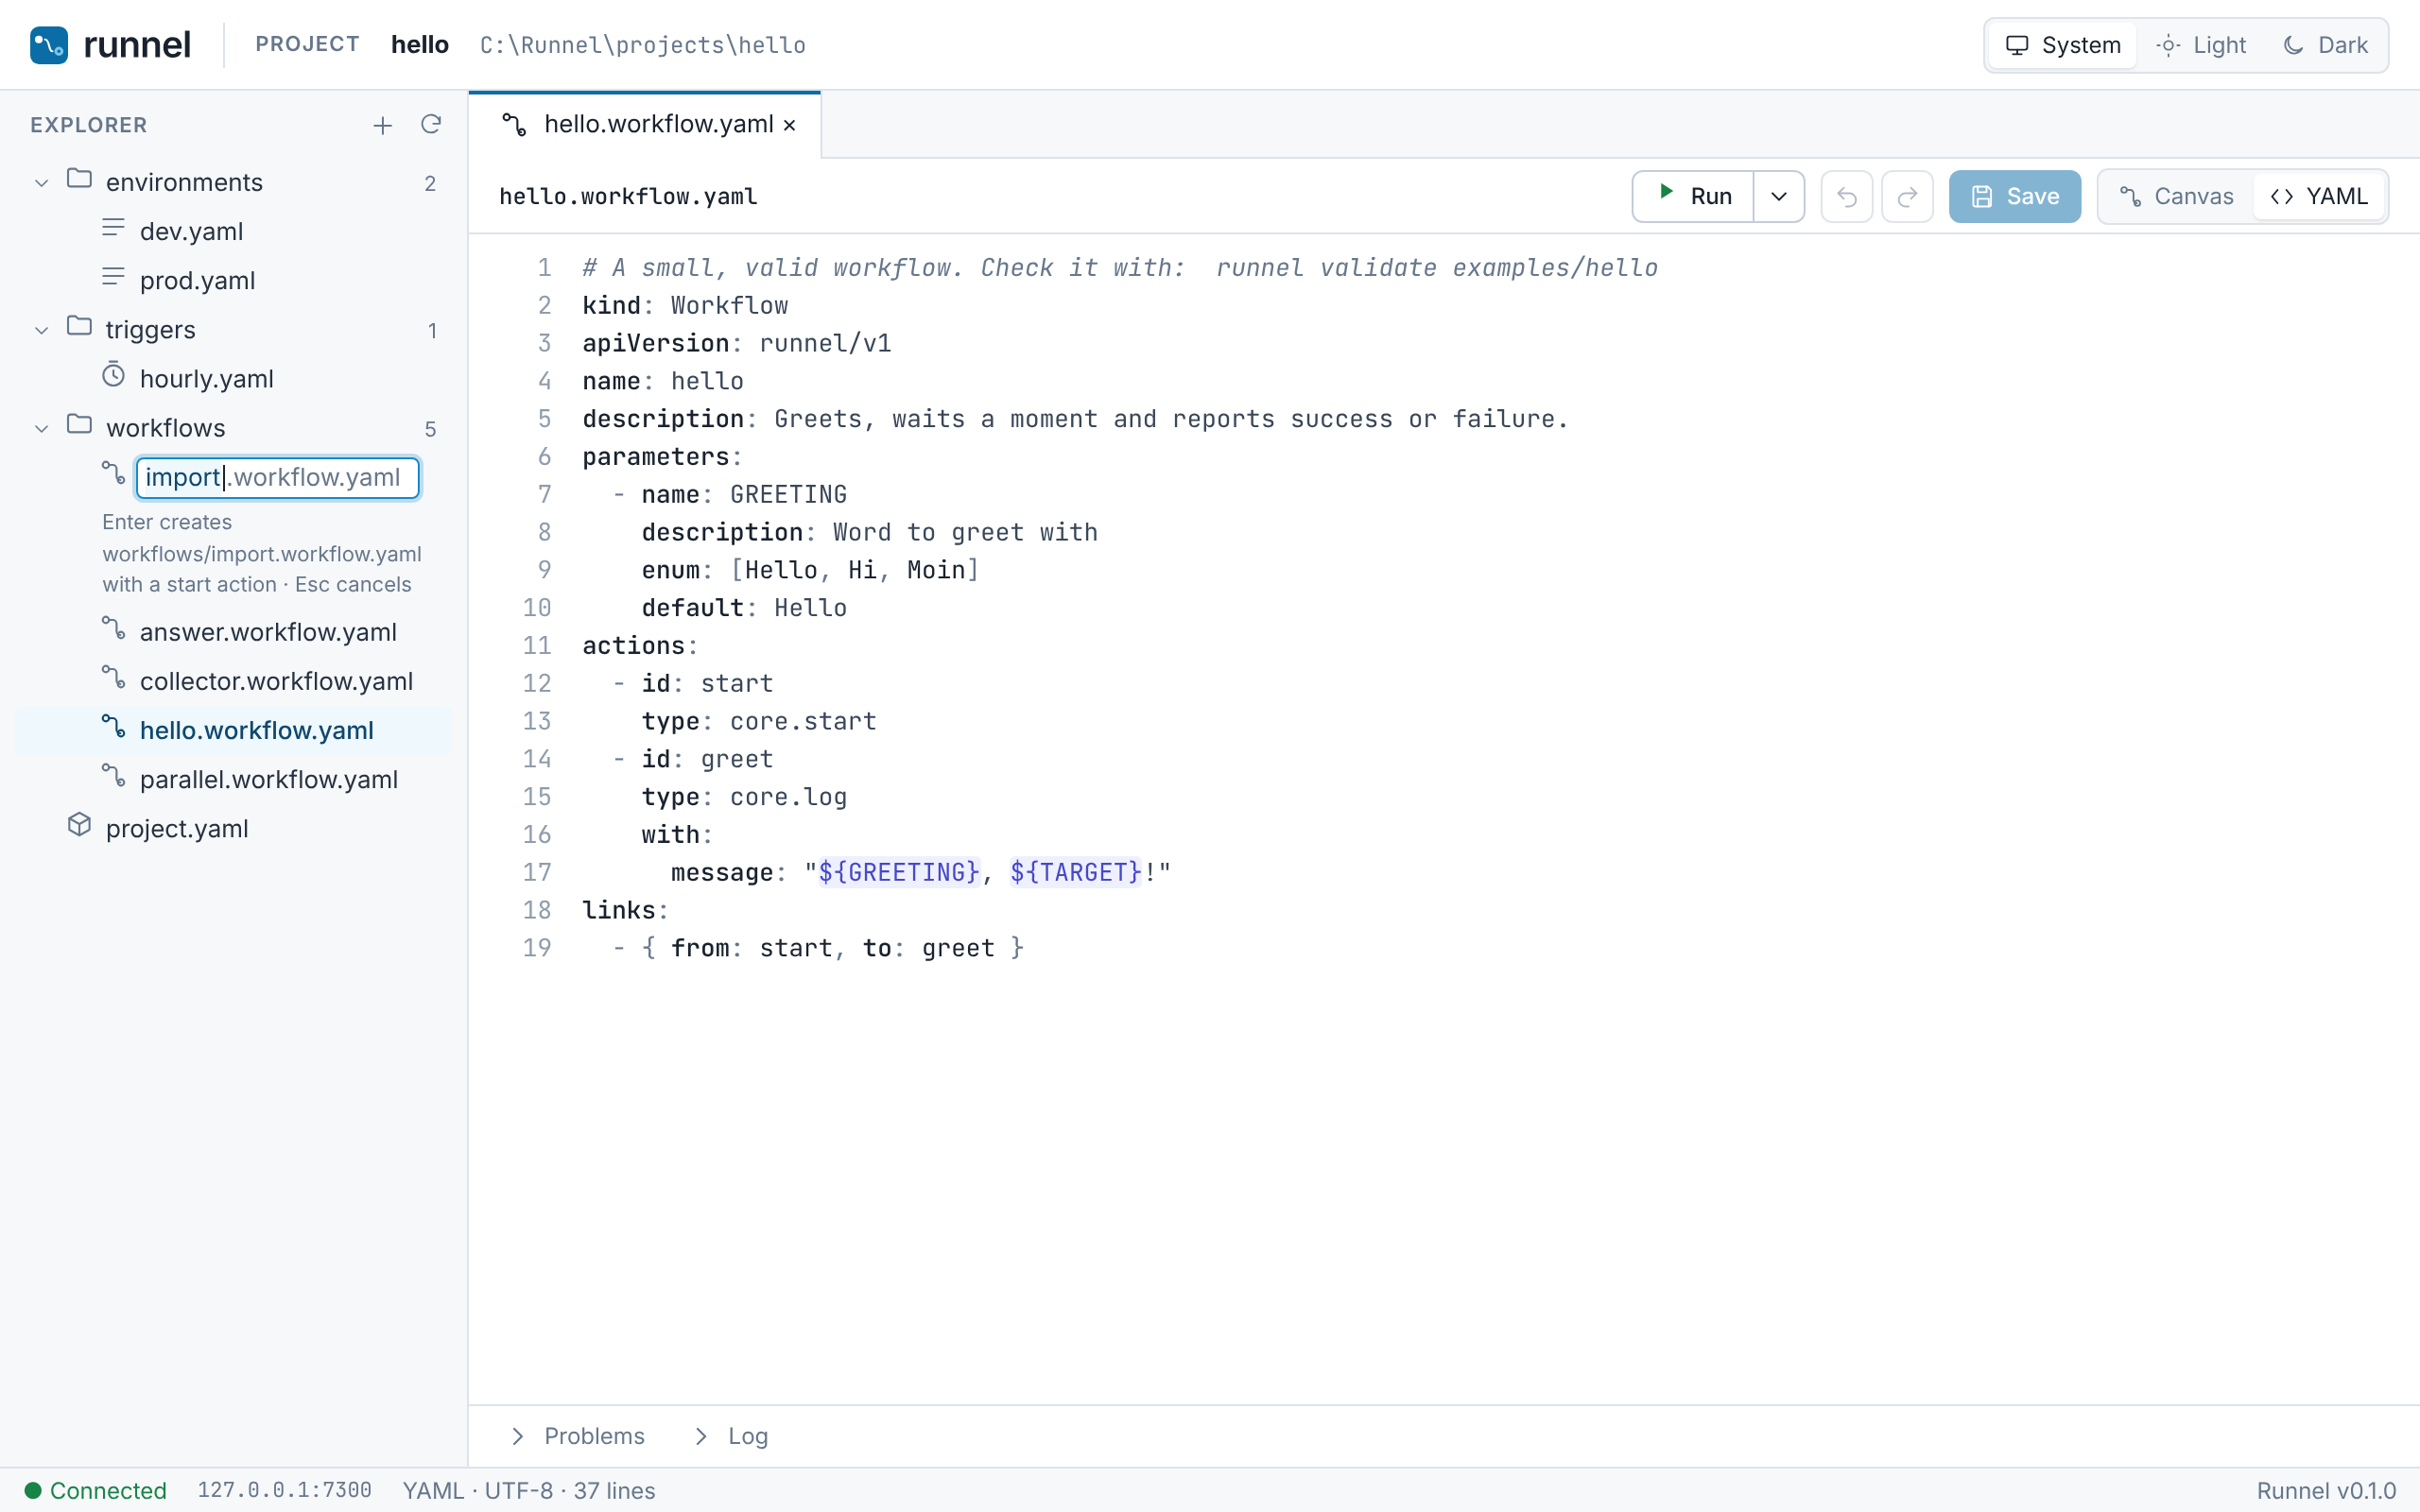 runnel PROJECT hello C:\Runnel\projects\hello System Light Dark
EXPLORER
environments 2
dev.yaml
prod.yaml
triggers 1
hourly.yaml
workflows 5
import.workflow.yaml
Enter creates
workflows/import.workflow.yaml
with a start action · Esc cancels
answer.workflow.yaml
collector.workflow.yaml
hello.workflow.yaml
parallel.workflow.yaml
project.yaml
hello.workflow.yaml ×
hello.workflow.yaml Run Save Canvas YAML
1 # A small, valid workflow. Check it with:  runnel validate examples/hello
2 kind: Workflow
3 apiVersion: runnel/v1
4 name: hello
5 description: Greets, waits a moment and reports success or failure.
6 parameters:
7   - name: GREETING
8     description: Word to greet with
9     enum: [Hello, Hi, Moin]
10     default: Hello
11 actions:
12   - id: start
13     type: core.start
14   - id: greet
15     type: core.log
16     with:
17       message: "${GREETING}, ${TARGET}!"
18 links:
19   - { from: start, to: greet }
Problems Log
Connected 127.0.0.1:7300 YAML · UTF-8 · 37 lines Runnel v0.1.0